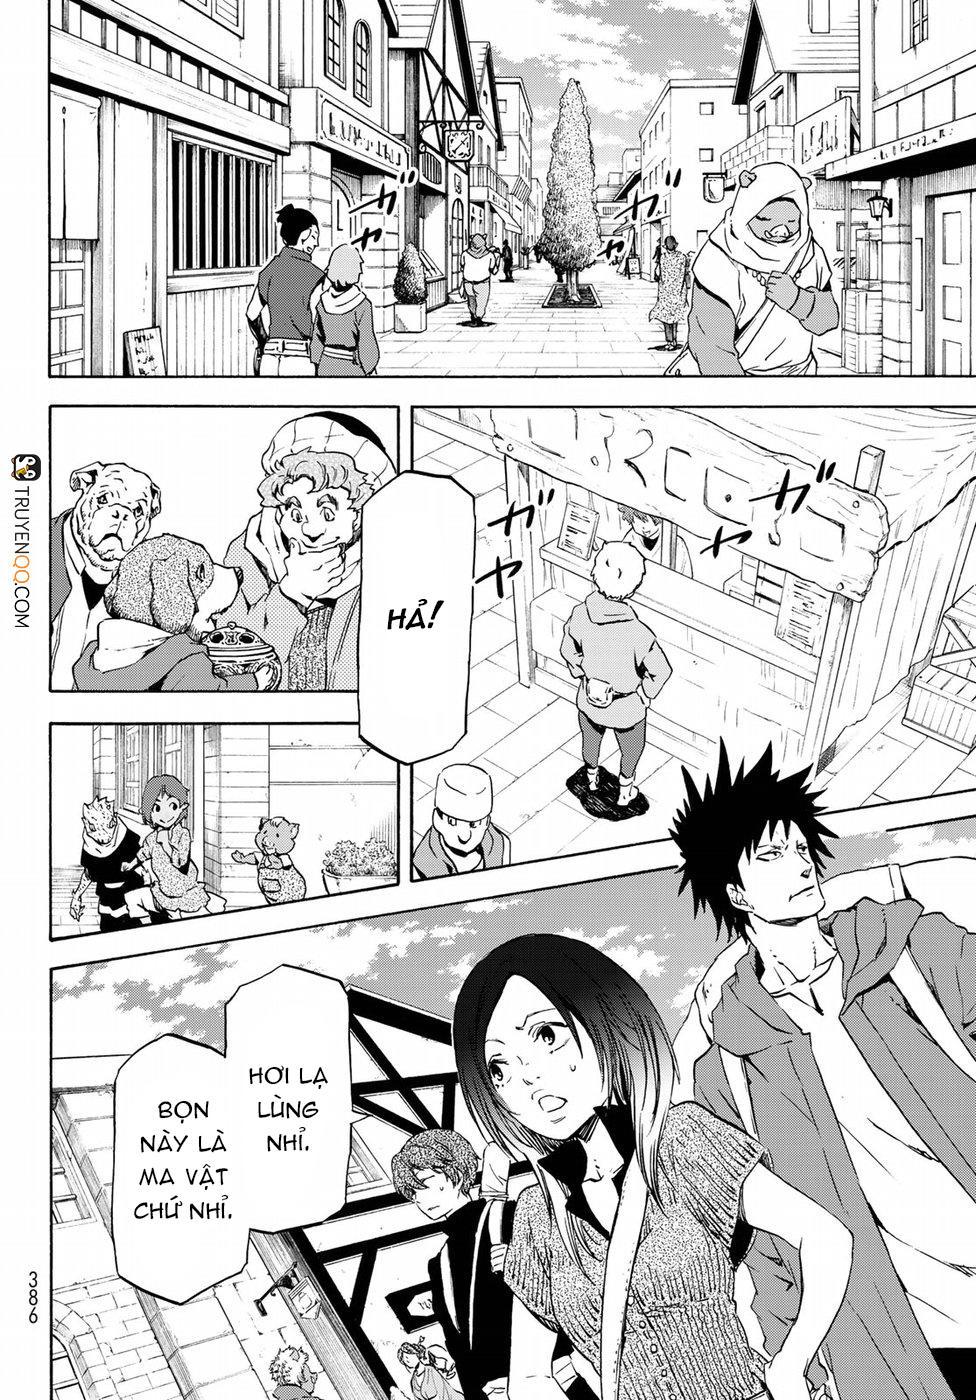 ガヤ
ガヤ
ガヤ
ガヤ
HẢ!
HƠI LẠ
LÙNG
NHỈ.
BỌN
NÀY LÀ
MA VẬT
CHỨ NHỈ.
TRUYENQQ.COM
386